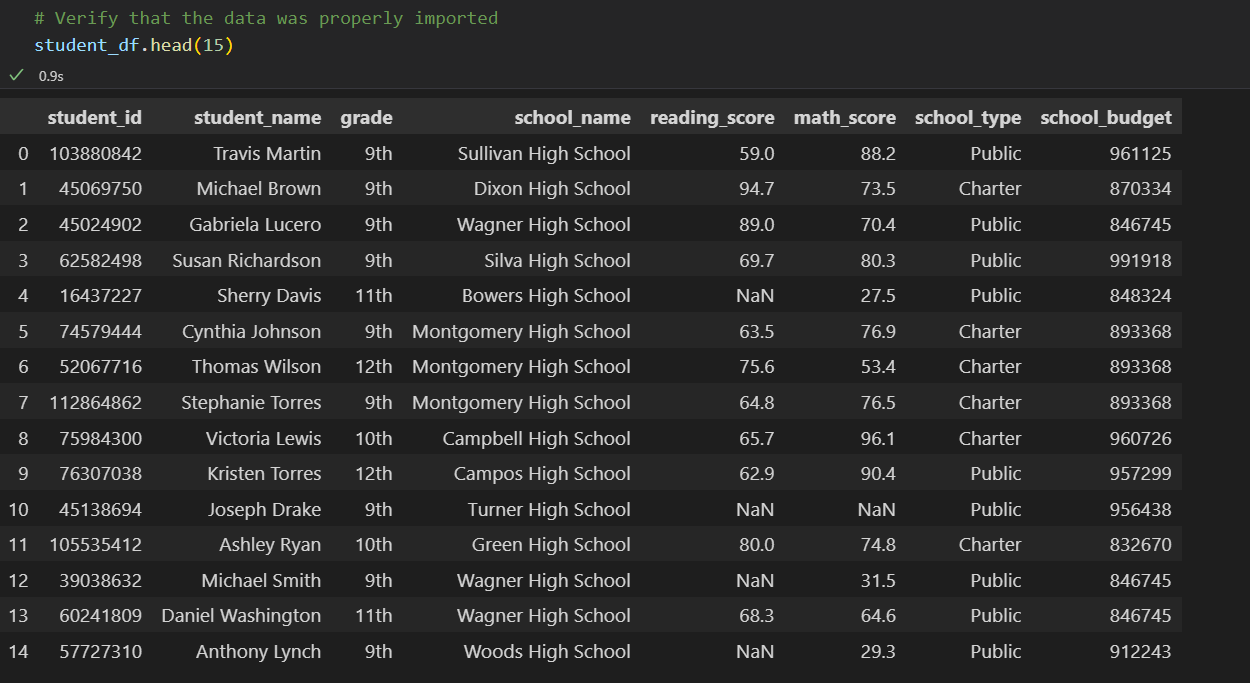 # Verify that the data was properly imported
student_df.head(15)
✓ 0.9s
student_id student_name grade school_name reading_score math_score school_type school_budget
0 103880842 Travis Martin 9th Sullivan High School 59.0 88.2 Public 961125
1 45069750 Michael Brown 9th Dixon High School 94.7 73.5 Charter 870334
2 45024902 Gabriela Lucero 9th Wagner High School 89.0 70.4 Public 846745
3 62582498 Susan Richardson 9th Silva High School 69.7 80.3 Public 991918
4 16437227 Sherry Davis 11th Bowers High School NaN 27.5 Public 848324
5 74579444 Cynthia Johnson 9th Montgomery High School 63.5 76.9 Charter 893368
6 52067716 Thomas Wilson 12th Montgomery High School 75.6 53.4 Charter 893368
7 112864862 Stephanie Torres 9th Montgomery High School 64.8 76.5 Charter 893368
8 75984300 Victoria Lewis 10th Campbell High School 65.7 96.1 Charter 960726
9 76307038 Kristen Torres 12th Campos High School 62.9 90.4 Public 957299
10 45138694 Joseph Drake 9th Turner High School NaN NaN Public 956438
11 105535412 Ashley Ryan 10th Green High School 80.0 74.8 Charter 832670
12 39038632 Michael Smith 9th Wagner High School NaN 31.5 Public 846745
13 60241809 Daniel Washington 11th Wagner High School 68.3 64.6 Public 846745
14 57727310 Anthony Lynch 9th Woods High School NaN 29.3 Public 912243